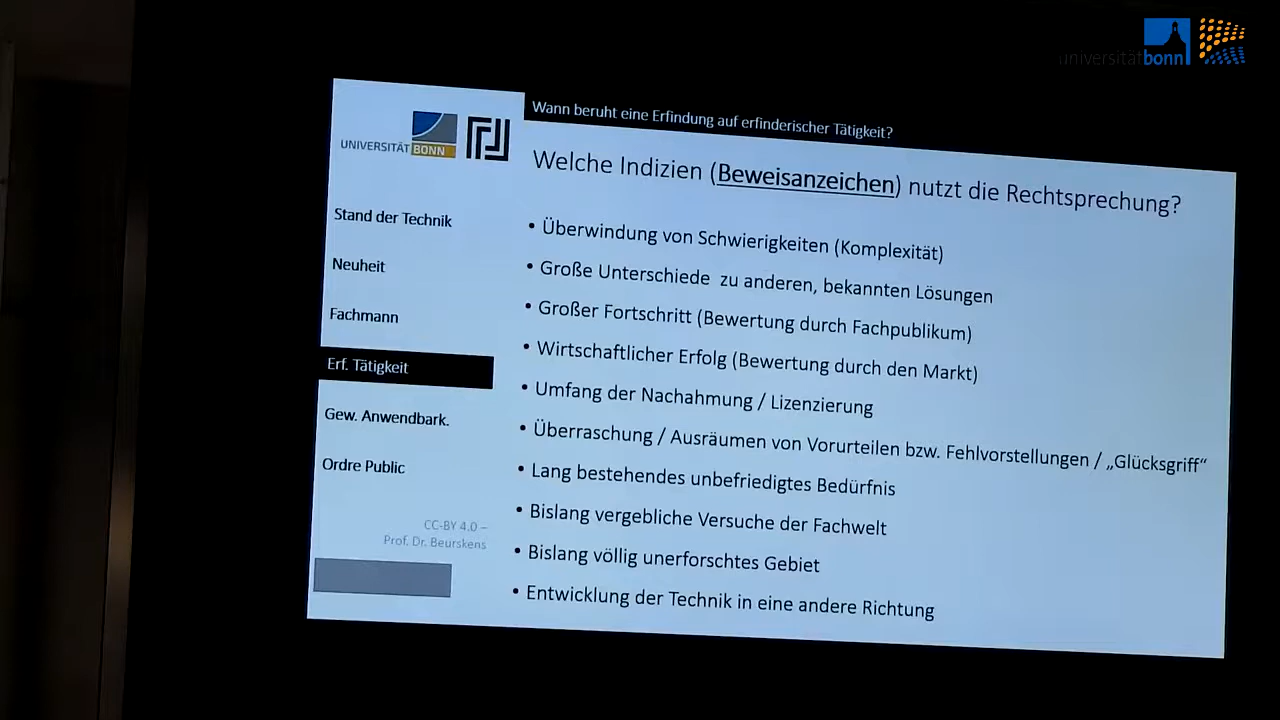 universitätbonn
Wann beruht eine Erfindung auf erfinderischer Tätigkeit?
UNIVERSITÄT BONN
Welche Indizien (Beweisanzeichen) nutzt die Rechtsprechung?
Stand der Technik
Neuheit
Fachmann
Erf. Tätigkeit
Gew. Anwendbark.
Ordre Public
CC-BY 4.0 –
Prof. Dr. Beurskens
• Überwindung von Schwierigkeiten (Komplexität)
• Große Unterschiede zu anderen, bekannten Lösungen
• Großer Fortschritt (Bewertung durch Fachpublikum)
• Wirtschaftlicher Erfolg (Bewertung durch den Markt)
• Umfang der Nachahmung / Lizenzierung
• Überraschung / Ausräumen von Vorurteilen bzw. Fehlvorstellungen / „Glücksgriff“
• Lang bestehendes unbefriedigtes Bedürfnis
• Bislang vergebliche Versuche der Fachwelt
• Bislang völlig unerforschtes Gebiet
• Entwicklung der Technik in eine andere Richtung